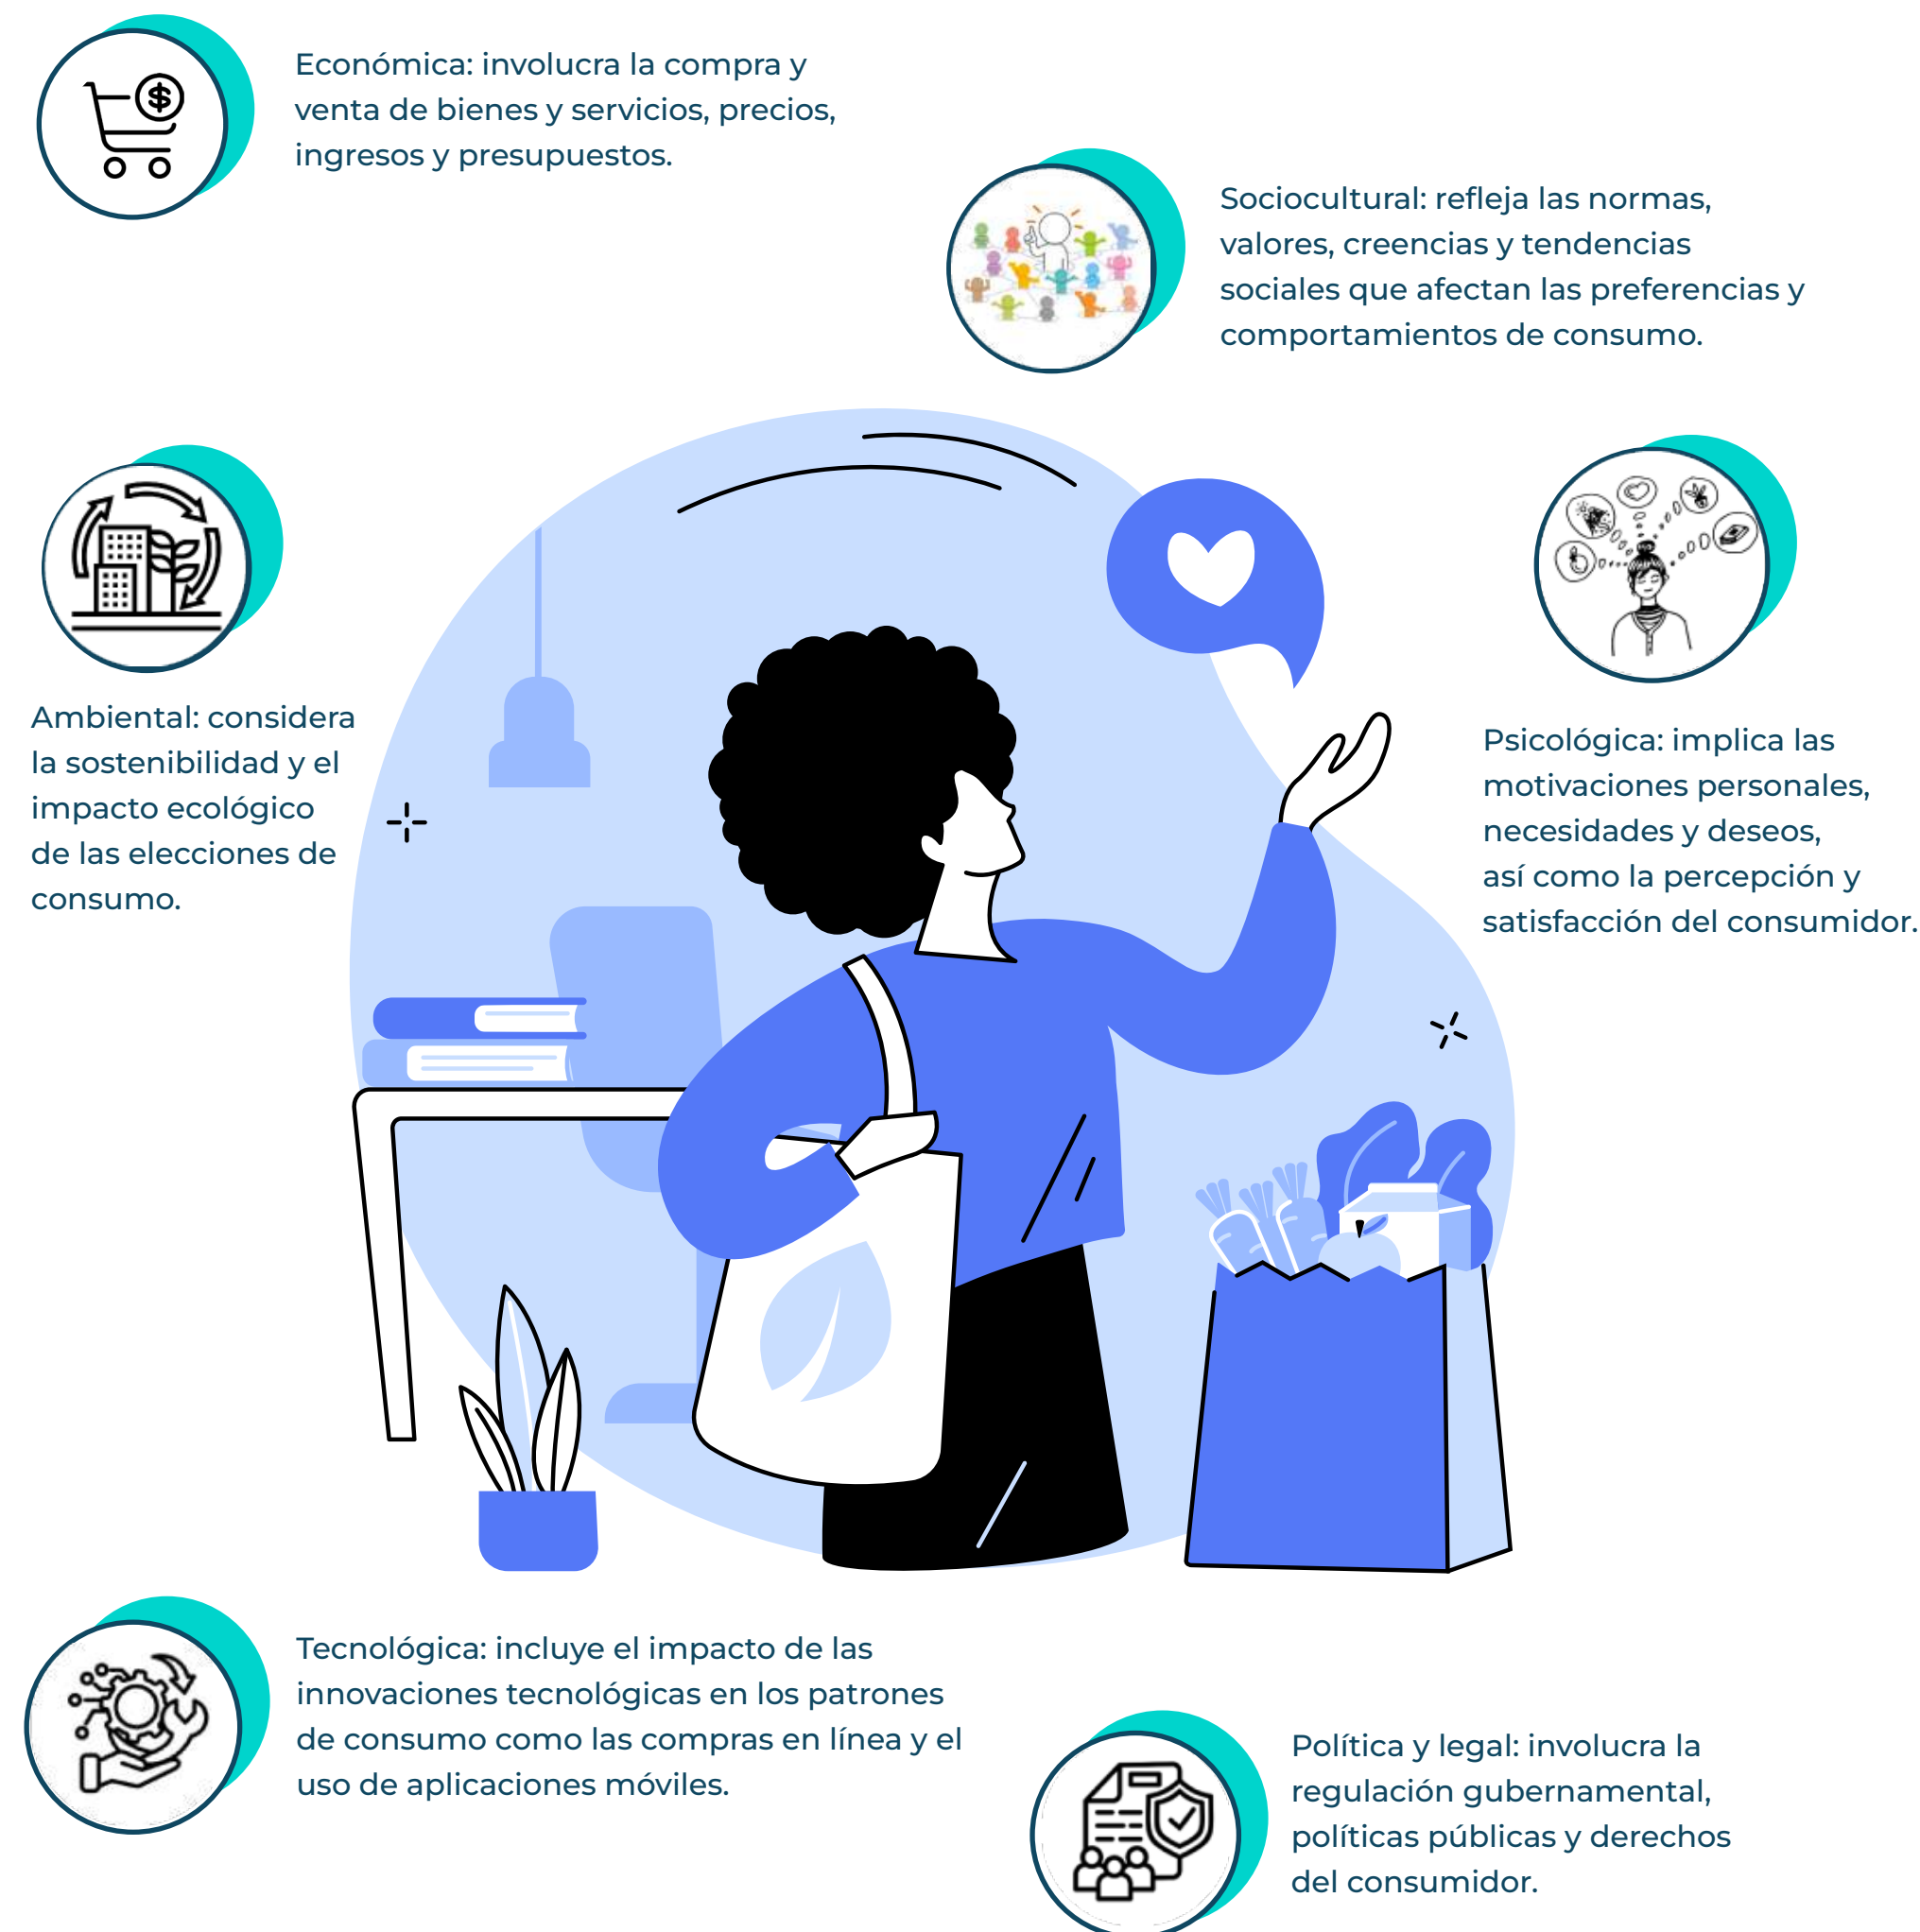 Económica: involucra la compra y
venta de bienes y servicios, precios,
ingresos y presupuestos.
Sociocultural: refleja las normas,
valores, creencias y tendencias
sociales que afectan las preferencias y
comportamientos de consumo.
Ambiental: considera
la sostenibilidad y el
impacto ecológico
de las elecciones de
consumo.
Psicológica: implica las
motivaciones personales,
necesidades y deseos,
así como la percepción y
satisfacción del consumidor.
Tecnológica: incluye el impacto de las
innovaciones tecnológicas en los patrones
de consumo como las compras en línea y el
uso de aplicaciones móviles.
Política y legal: involucra la
regulación gubernamental,
políticas públicas y derechos
del consumidor.